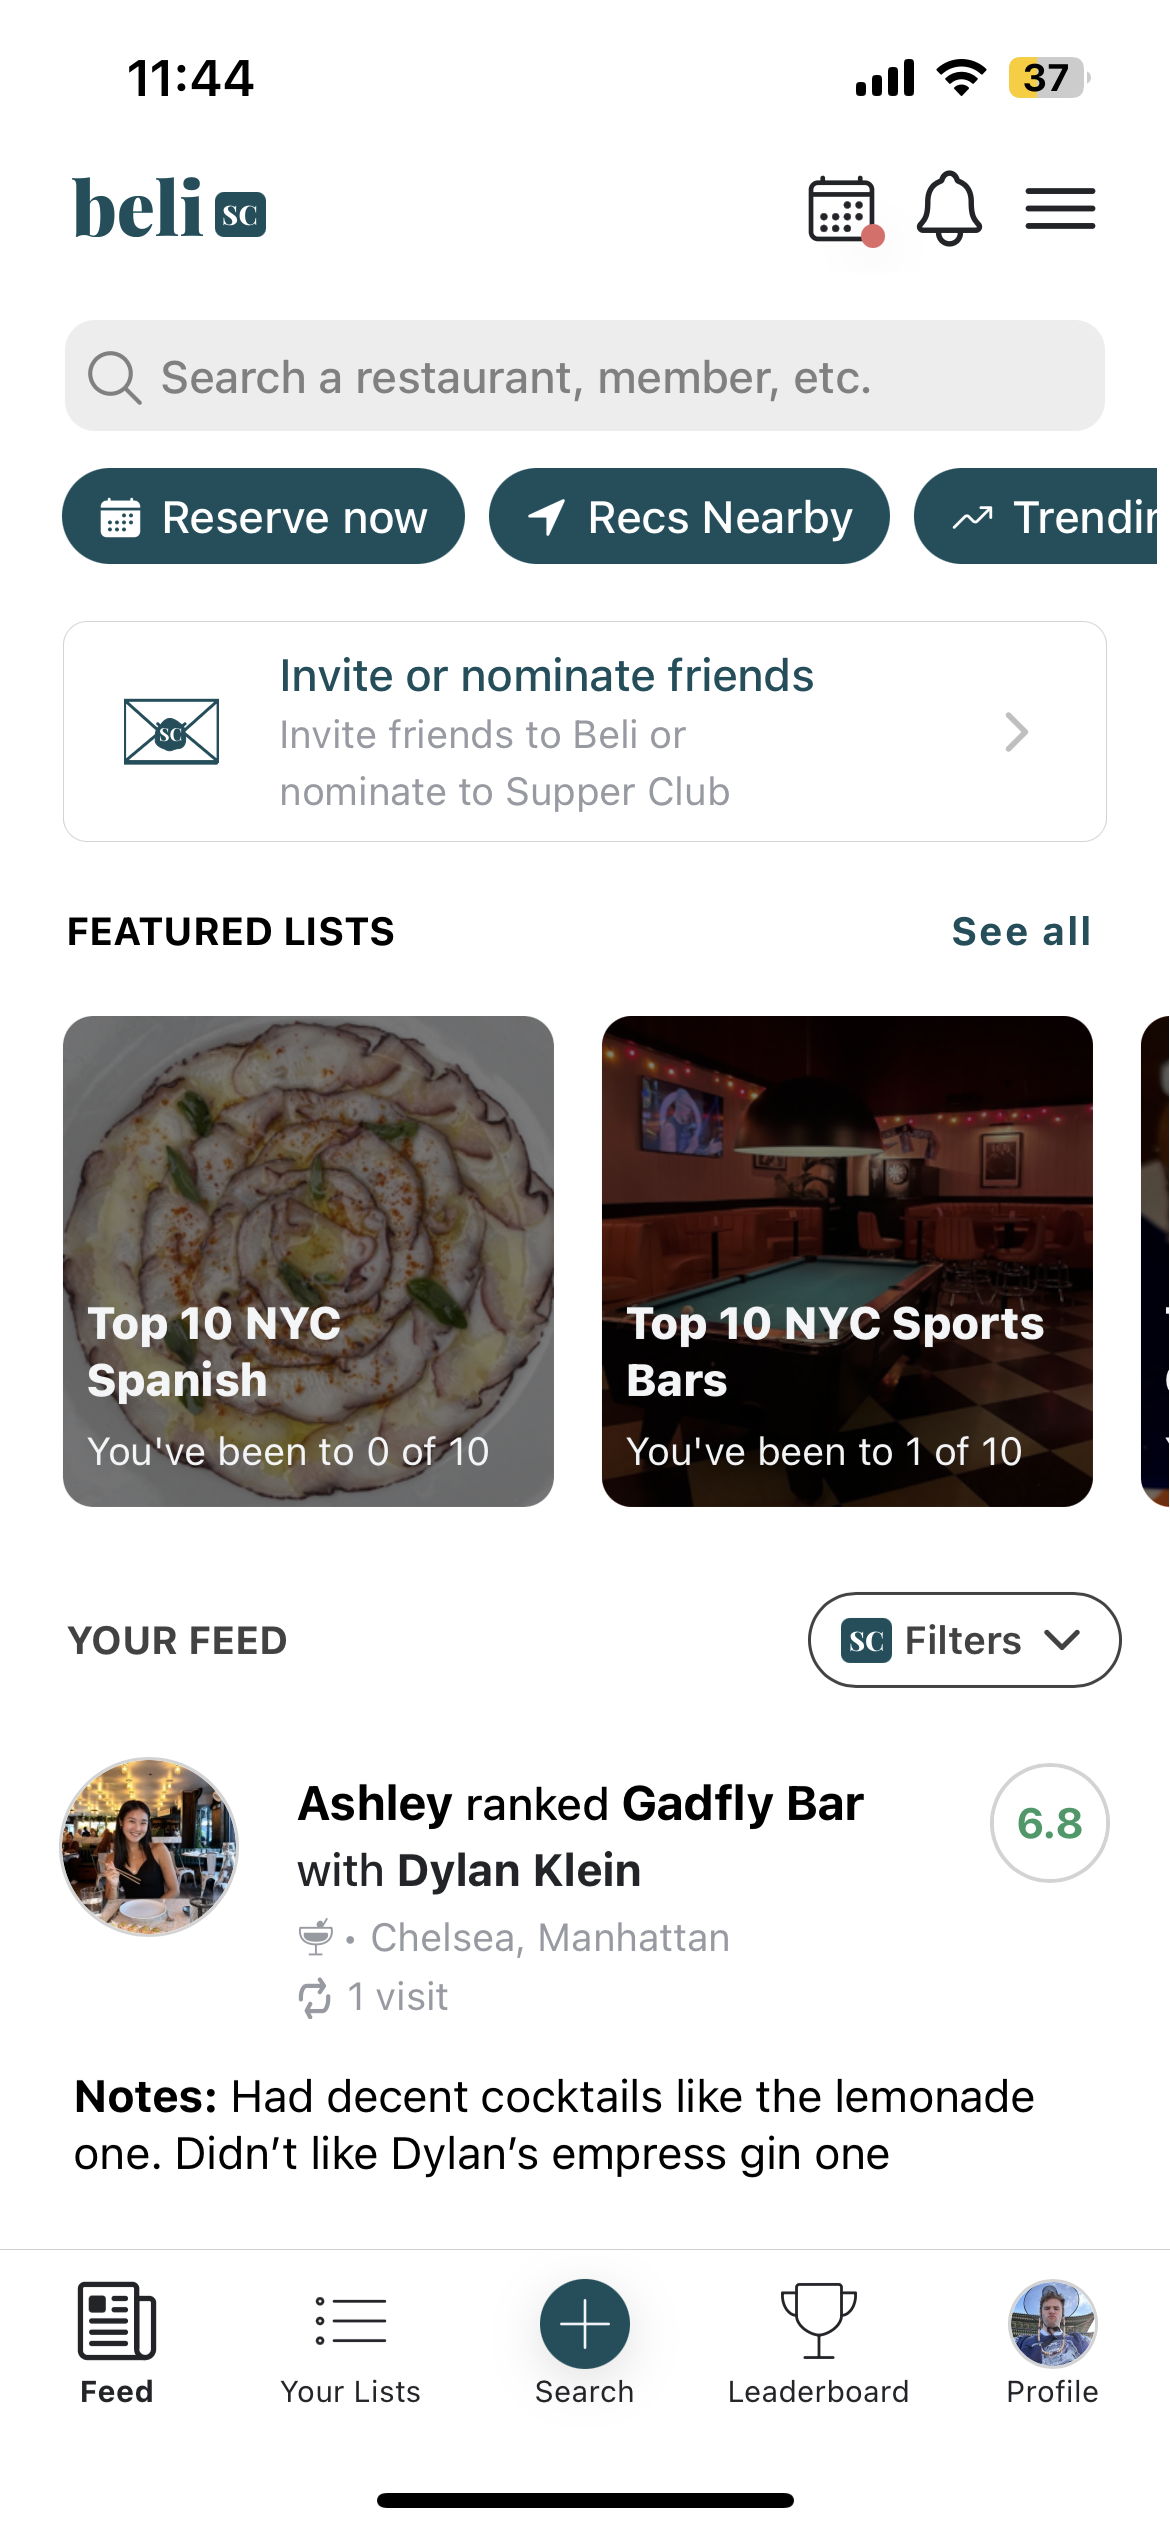 11:44
37
beli SC
Search a restaurant, member, etc.
Reserve now
Recs Nearby
Trendin
Invite or nominate friends
SC
Invite friends to Beli or
nominate to Supper Club
FEATURED LISTS
See all
Top 10 NYC
Spanish
You've been to 0 of 10
Top 10 NYC Sports
Bars
You've been to 1 of 10
YOUR FEED
SC Filters
Ashley ranked Gadfly Bar
with Dylan Klein
6.8
• Chelsea, Manhattan
1 visit
Notes: Had decent cocktails like the lemonade
one. Didn’t like Dylan’s empress gin one
Feed
Your Lists
Search
Leaderboard
Profile